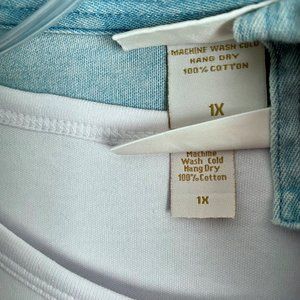 MACHINE WASH COLD
HANG DRY
100% COTTON
1X
Machine
Wash Cold
Hang Dry
100% Cotton
1X